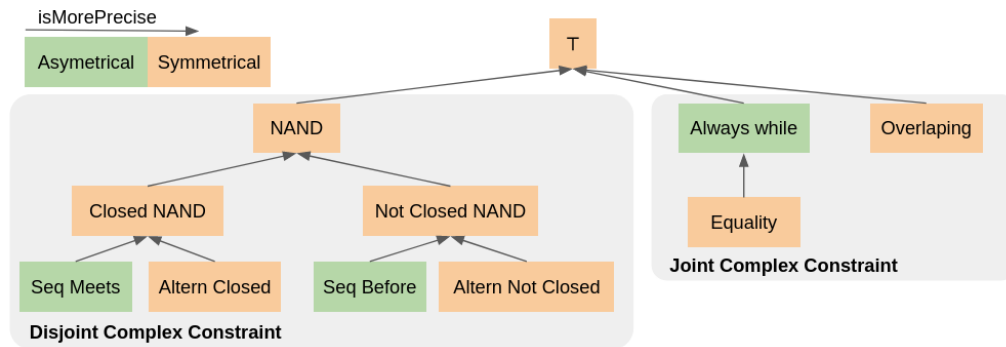 isMorePrecise
Asymetrical
Symmetrical
⊤
NAND
Always while
Overlaping
Closed NAND
Not Closed NAND
Equality
Seq Meets
Altern Closed
Seq Before
Altern Not Closed
Joint Complex Constraint
Disjoint Complex Constraint